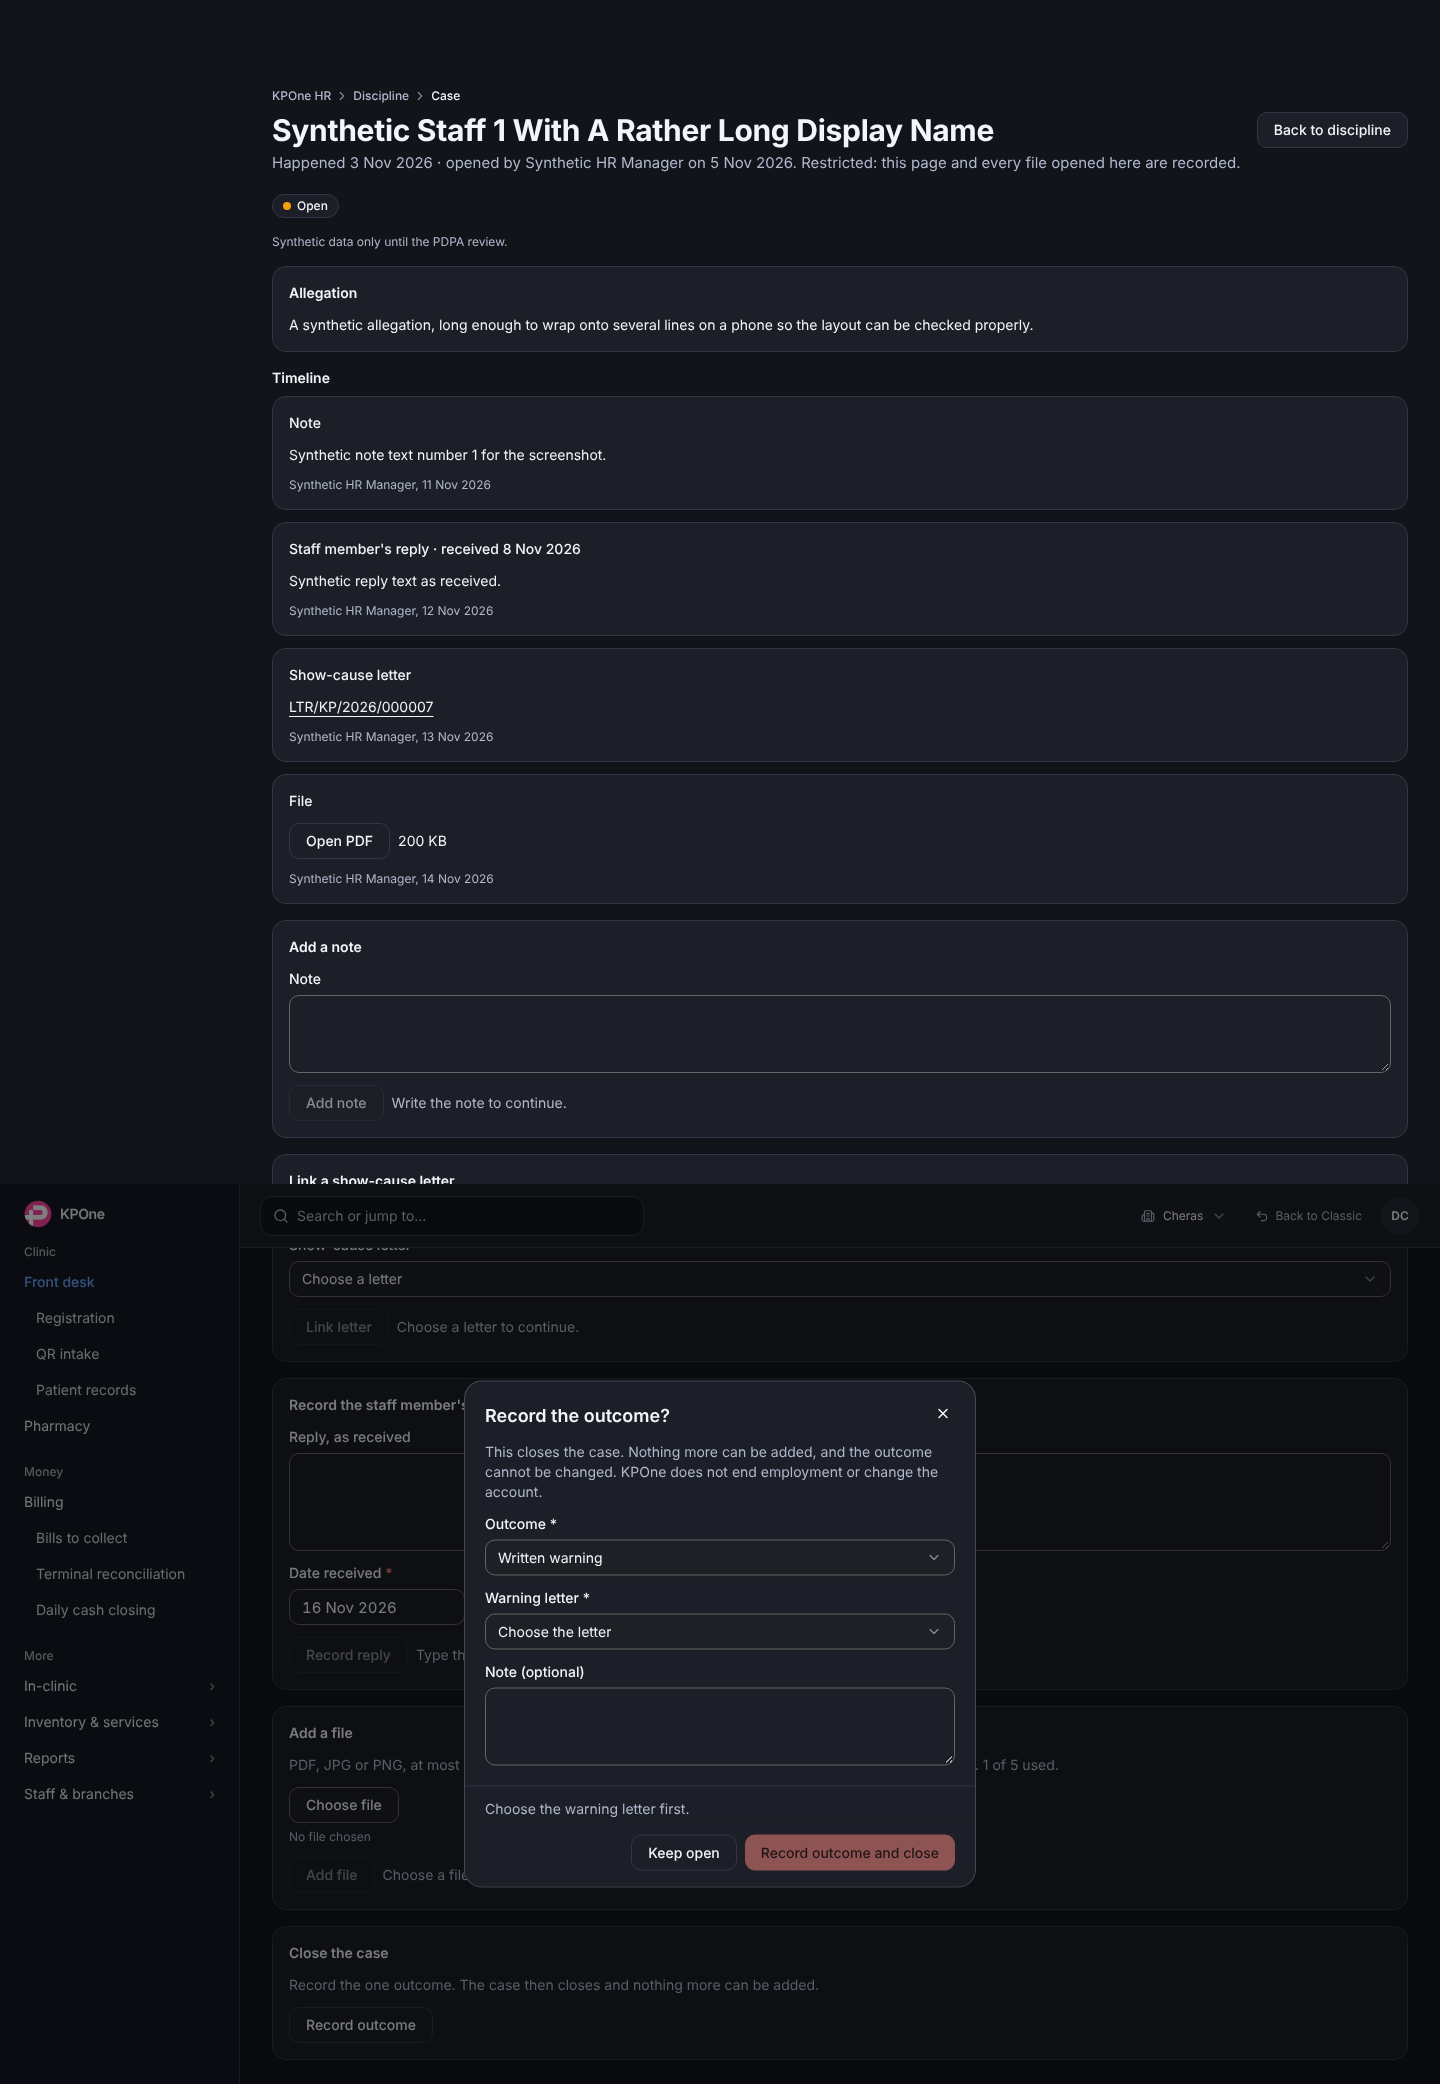 KPOne HR > Discipline > Case
Synthetic Staff 1 With A Rather Long Display Name
Back to discipline
Happened 3 Nov 2026 · opened by Synthetic HR Manager on 5 Nov 2026. Restricted: this page and every file opened here are recorded.
Open
Synthetic data only until the PDPA review.
Allegation
A synthetic allegation, long enough to wrap onto several lines on a phone so the layout can be checked properly.
Timeline
Note
Synthetic note text number 1 for the screenshot.
Synthetic HR Manager, 11 Nov 2026
Staff member's reply · received 8 Nov 2026
Synthetic reply text as received.
Synthetic HR Manager, 12 Nov 2026
Show-cause letter
LTR/KP/2026/000007
Synthetic HR Manager, 13 Nov 2026
File
Open PDF 200 KB
Synthetic HR Manager, 14 Nov 2026
Add a note
Note
Add note Write the note to continue.
Link a show-cause letter
KPOne
Search or jump to...
Cheras
Back to Classic
DC
Clinic
Front desk
Registration
QR intake
Patient records
Pharmacy
Money
Billing
Bills to collect
Terminal reconciliation
Daily cash closing
More
In-clinic
Inventory & services
Reports
Staff & branches
Show-cause letter
Choose a letter
Link letter Choose a letter to continue.
Record the staff member's
Reply, as received
Date received *
16 Nov 2026
Record reply Type th
Add a file
PDF, JPG or PNG, at most
. 1 of 5 used.
Choose file
No file chosen
Add file Choose a file
Close the case
Record the one outcome. The case then closes and nothing more can be added.
Record outcome
Record the outcome?
This closes the case. Nothing more can be added, and the outcome
cannot be changed. KPOne does not end employment or change the
account.
Outcome *
Written warning
Warning letter *
Choose the letter
Note (optional)
Choose the warning letter first.
Keep open
Record outcome and close